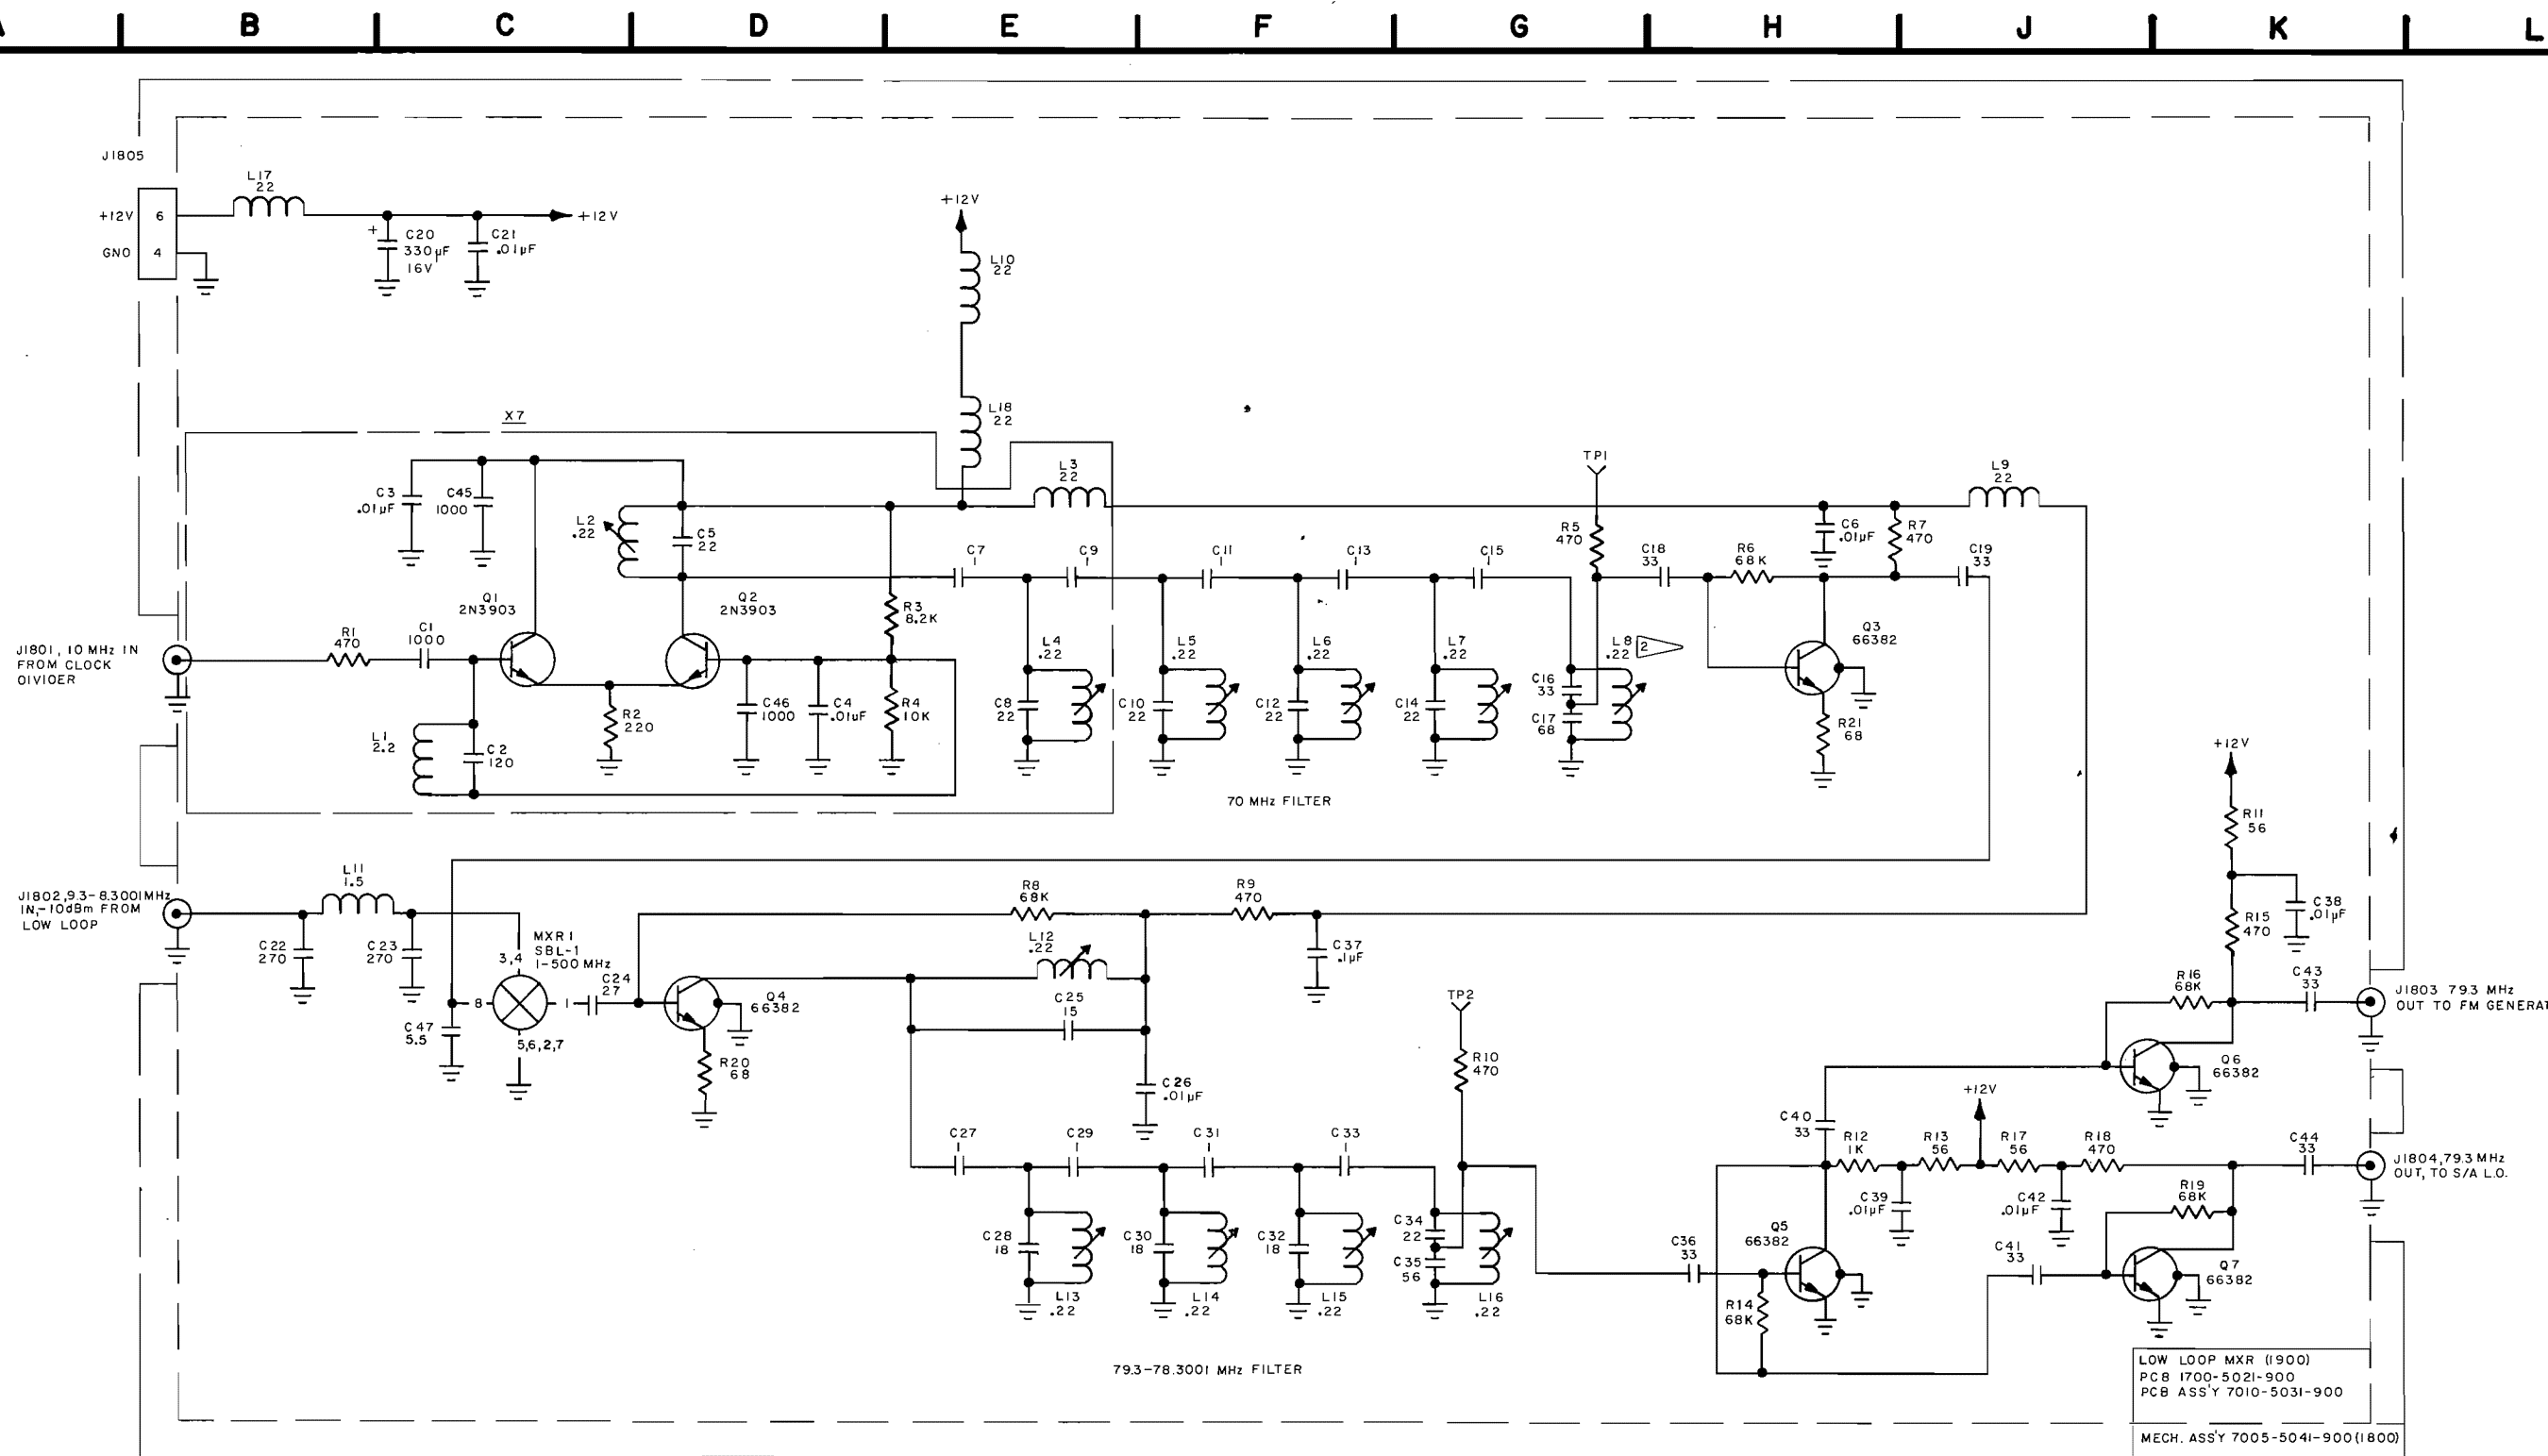 B C D E F G H J K L
J1805
L17
22
+12V 6
GNO 4
+12V
+
C20
330µF
16V
C21
.01µF
+12V
L10
22
L18
22
X7
C3
.01µF
C45
1000
L2
.22
C5
22
L3
22
C7
1
C9
1
C11
1
C13
1
C15
1
TP1
R5
470
C18
33
R6
68K
C6
.01µF
R7
470
L9
22
C19
33
J1801, 10 MHz IN
FROM CLOCK
OIVIOER
R1
470
C1
1000
Q1
2N3903
Q2
2N3903
R3
8.2K
L4
.22
L5
.22
L6
.22
L7
.22
L8
.22
2
Q3
66382
L1
2.2
C2
120
R2
220
C46
1000
C4
.01µF
R4
10K
C8
22
C10
22
C12
22
C14
22
C16
33
C17
68
R21
68
70 MHz FILTER
+12V
R11
56
J1802,9.3-8.3001MHz
IN,-10dBm FROM
LOW LOOP
L11
1.5
C22
270
C23
270
MXR1
SBL-1
1-500 MHz
3,4
8
1
5,6,2,7
C47
5.5
C24
27
Q4
66382
R20
68
R8
68K
L12
.22
C25
15
C26
.01µF
R9
470
C37
.1µF
TP2
R10
470
R15
470
C38
.01µF
R16
68K
C43
33
J1803 79.3 MHz
OUT TO FM GENERAT
Q6
66382
C27
1
C29
1
C31
1
C33
1
C40
33
R12
1K
R13
56
+12V
R17
56
R18
470
C44
33
J1804,79.3 MHz
OUT, TO S/A L.O.
C39
.01µF
C42
.01µF
R19
68K
C28
18
L13
.22
C30
18
L14
.22
C32
18
L15
.22
C34
22
C35
56
L16
.22
C36
33
Q5
66382
R14
68K
C41
33
Q7
66382
79.3-78.3001 MHz FILTER
LOW LOOP MXR (1900)
PCB 1700-5021-900
PCB ASS'Y 7010-5031-900
MECH. ASS'Y 7005-5041-900(1800)